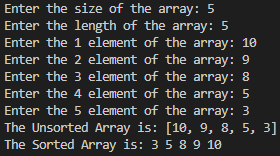 Enter the size of the array: 5
Enter the length of the array: 5
Enter the 1 element of the array: 10
Enter the 2 element of the array: 9
Enter the 3 element of the array: 8
Enter the 4 element of the array: 5
Enter the 5 element of the array: 3
The Unsorted Array is: [10, 9, 8, 5, 3]
The Sorted Array is: 3 5 8 9 10